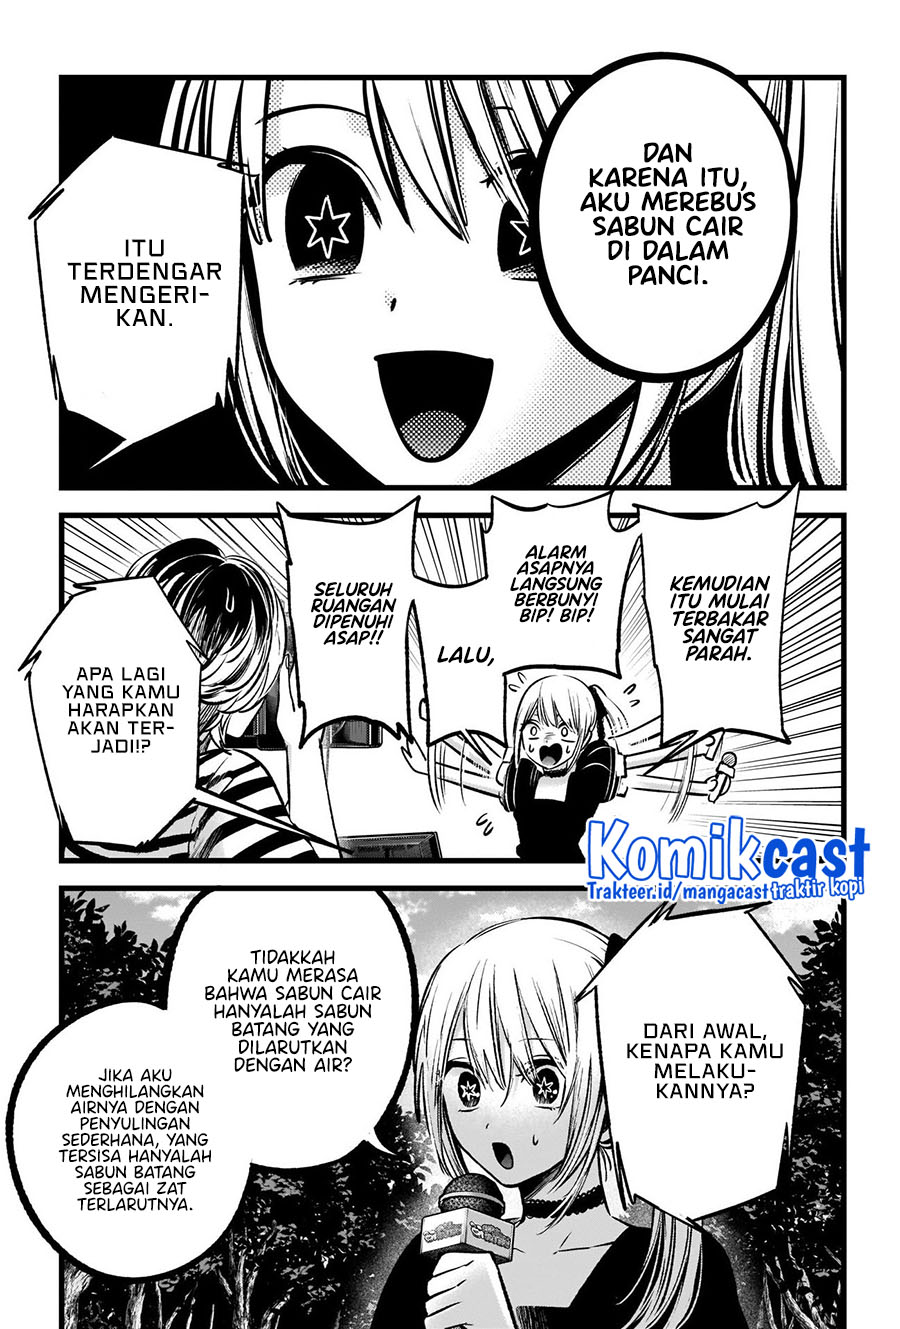 DAN
KARENA ITU,
AKU MEREBUS
SABUN CAIR
DI DALAM
PANCI.
ITU
TERDENGAR
MENGERI-
KAN.
KEMUDIAN
ITU MULAI
TERBAKAR
SANGAT
PARAH.
ALARM
ASAPNYA
LANGSUNG
BERBUNYI
BIP! BIP!
LALU,
SELURUH
RUANGAN
DIPENUHI
ASAP!!
APA LAGI
YANG KAMU
HARAPKAN
AKAN TER-
JADI!?
Komikcast
Trakteer.id/mangacast traktir kopi
DARI AWAL,
KENAPA KAMU
MELAKU-
KANNYA?
TIDAKKAH
KAMU MERASA
BAHWA SABUN CAIR
HANYALAH SABUN
BATANG YANG
DILARUTKAN
DENGAN AIR?
JIKA AKU
MENGHILANGKAN
AIRNYA DENGAN
PENYULINGAN
SEDERHANA, YANG
TERSISA HANYALAH
SABUN BATANG
SEBAGAI ZAT
TERLARUTNYA.